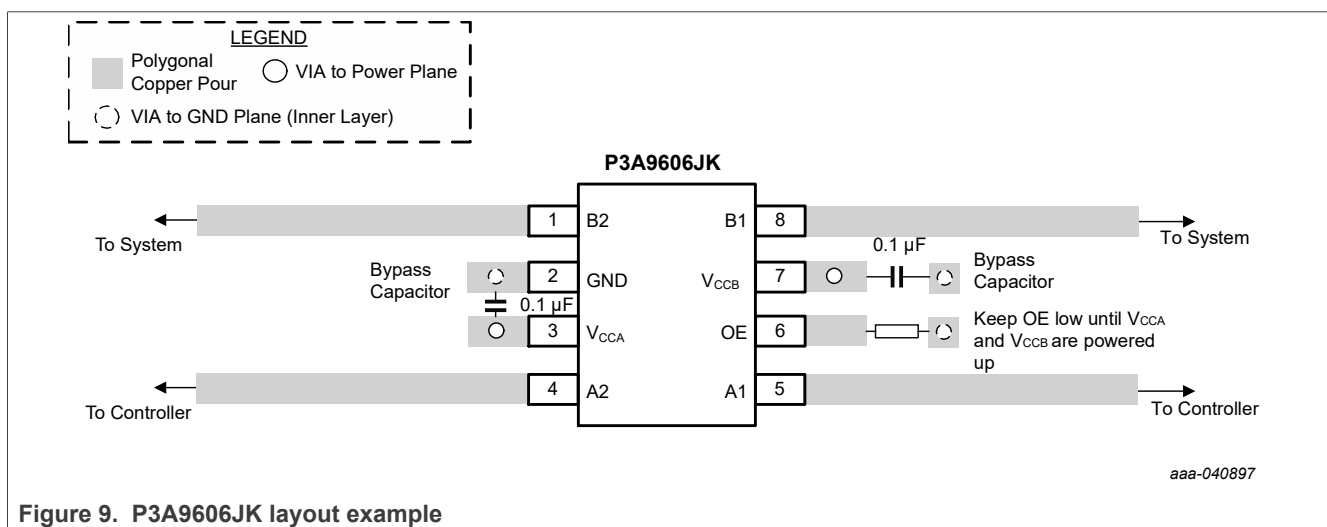 LEGEND
Polygonal
Copper Pour
VIA to Power Plane
VIA to GND Plane (Inner Layer)
P3A9606JK
1
B2
B1
8
To System
To System
Bypass
Capacitor
2
GND
VCCB
7
0.1 µF
Bypass
Capacitor
0.1 µF
3
VCCA
OE
6
Keep OE low until VCCA
and VCCB are powered
up
4
A2
A1
5
To Controller
To Controller
aaa-040897
Figure 9. P3A9606JK layout example